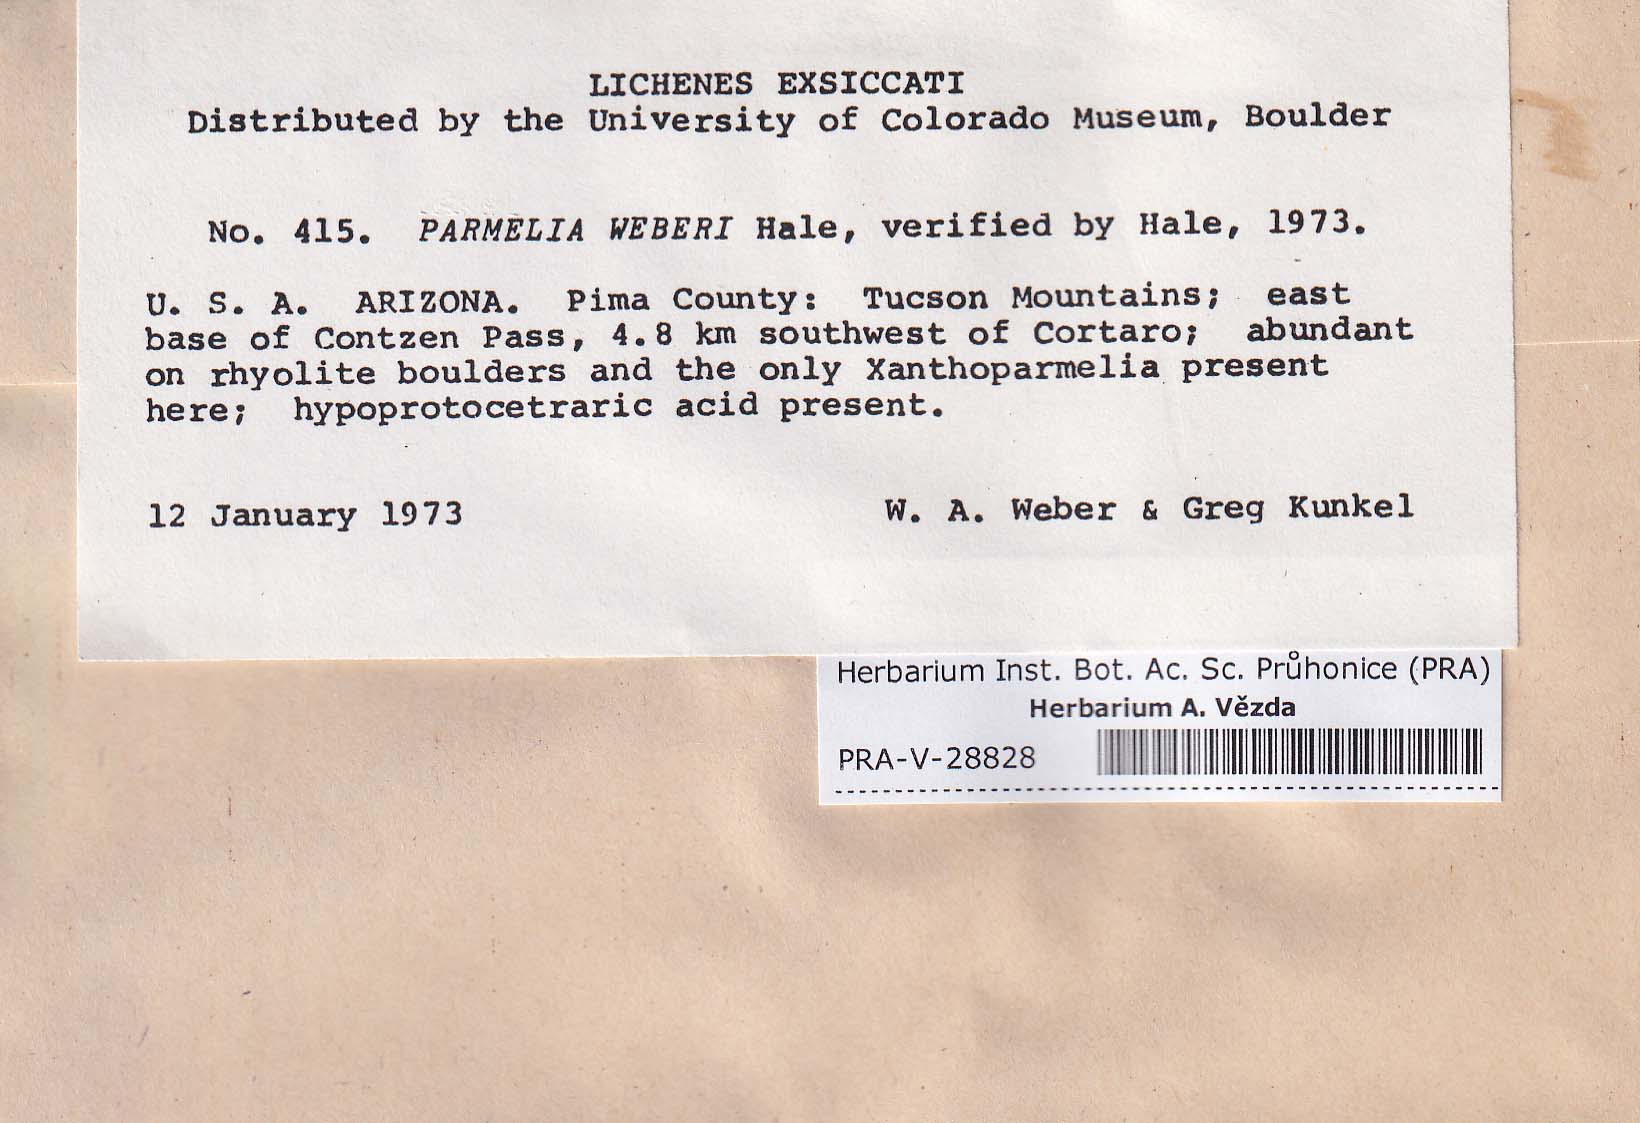 LICHENES EXSICCATI
Distributed by the University of Colorado Museum, Boulder
No. 415. PARMELIA WEBERI Hale, verified by Hale, 1973.
U. S. A. ARIZONA. Pima County: Tucson Mountains; east
base of Contzen Pass, 4.8 km southwest of Cortaro; abundant
on rhyolite boulders and the only Xanthoparmelia present
here; hypoprotocetraric acid present.
12 January 1973 W. A. Weber & Greg Kunkel
Herbarium Inst. Bot. Ac. Sc. Průhonice (PRA)
Herbarium A. Vězda
PRA-V-28828